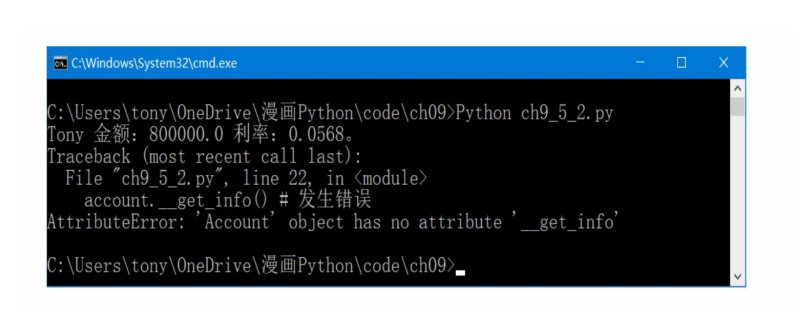 C:\Windows\System32\cmd.exe
C:\Users\tony\OneDrive\漫画Python\code\ch09>Python ch9_5_2.py
Tony 金额：800000.0 利率：0.0568。
Traceback (most recent call last):
  File "ch9_5_2.py", line 22, in <module>
    account.__get_info() # 发生错误
AttributeError: 'Account' object has no attribute '__get_info'
C:\Users\tony\OneDrive\漫画Python\code\ch09>